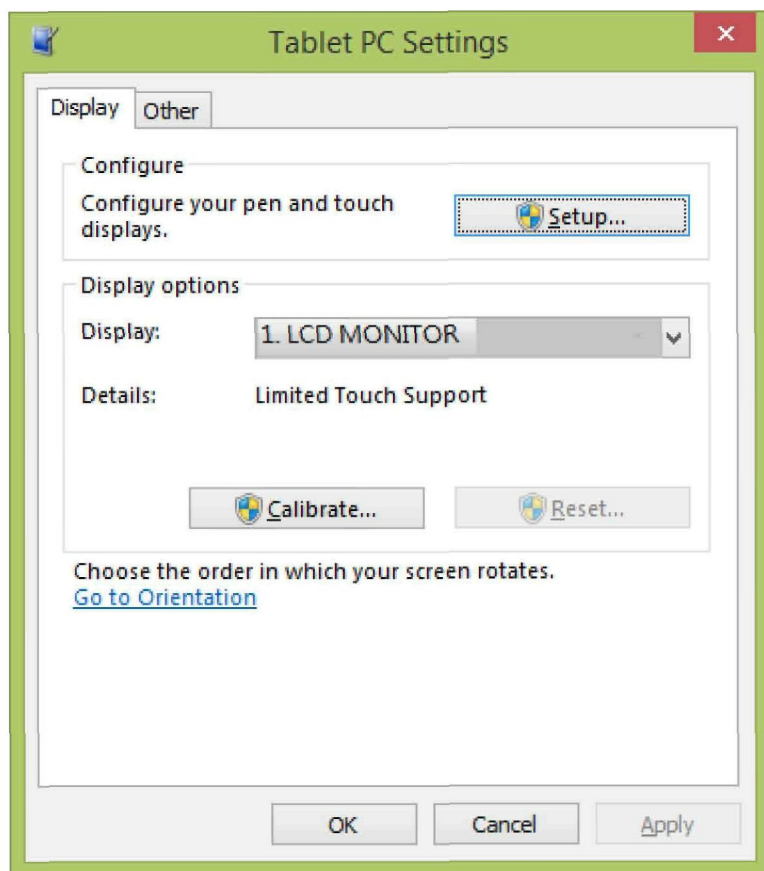 Tablet PC Settings
Display
Other
Configure
Configure your pen and touch
displays.
Setup...
Display options
Display:
1. LCD MONITOR
Details:
Limited Touch Support
Calibrate...
Reset...
Choose the order in which your screen rotates.
Go to Orientation
OK
Cancel
Apply